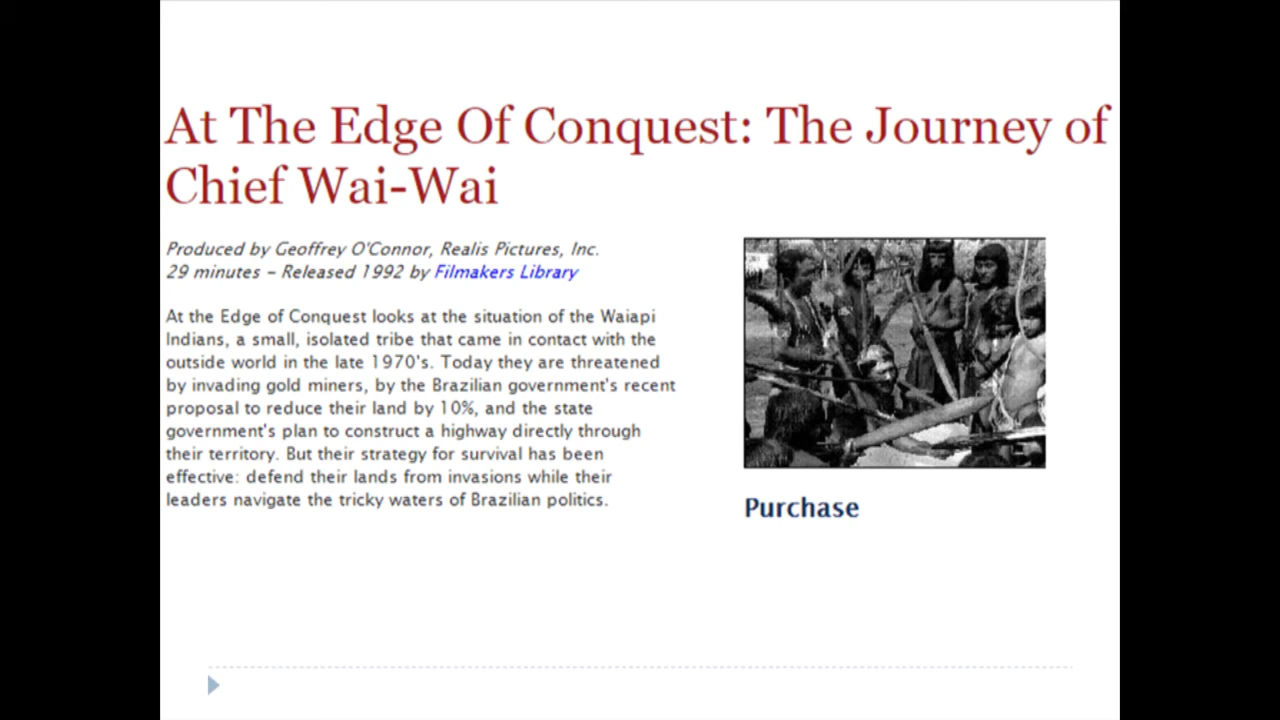 At The Edge Of Conquest: The Journey of
Chief Wai-Wai
Produced by Geoffrey O'Connor, Realis Pictures, Inc.
29 minutes – Released 1992 by Filmakers Library
At the Edge of Conquest looks at the situation of the Waiapi
Indians, a small, isolated tribe that came in contact with the
outside world in the late 1970's. Today they are threatened
by invading gold miners, by the Brazilian government's recent
proposal to reduce their land by 10%, and the state
government's plan to construct a highway directly through
their territory. But their strategy for survival has been
effective: defend their lands from invasions while their
leaders navigate the tricky waters of Brazilian politics.
Purchase